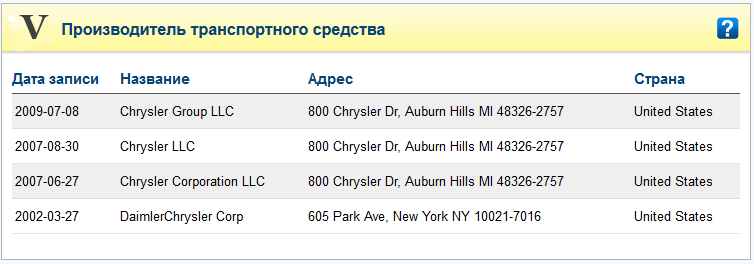 V Производитель транспортного средства ?
Дата записи Название Адрес Страна
2009-07-08 Chrysler Group LLC 800 Chrysler Dr, Auburn Hills MI 48326-2757 United States
2007-08-30 Chrysler LLC 800 Chrysler Dr, Auburn Hills MI 48326-2757 United States
2007-06-27 Chrysler Corporation LLC 800 Chrysler Dr, Auburn Hills MI 48326-2757 United States
2002-03-27 DaimlerChrysler Corp 605 Park Ave, New York NY 10021-7016 United States